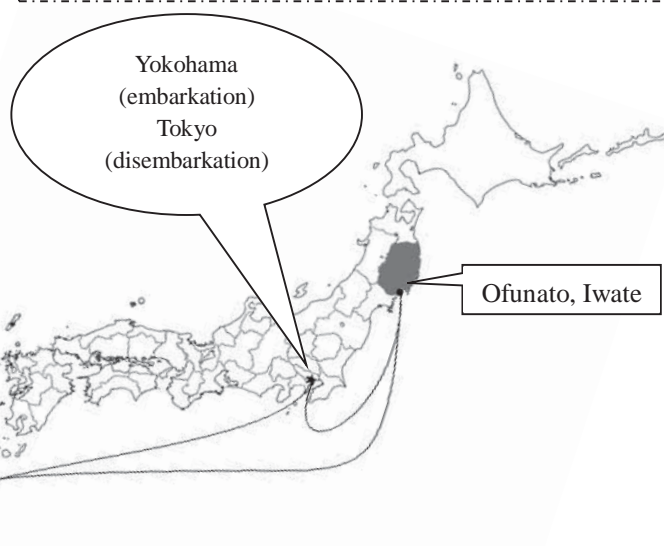 Yokohama
(embarkation)
Tokyo
(disembarkation)
Ofunato, Iwate